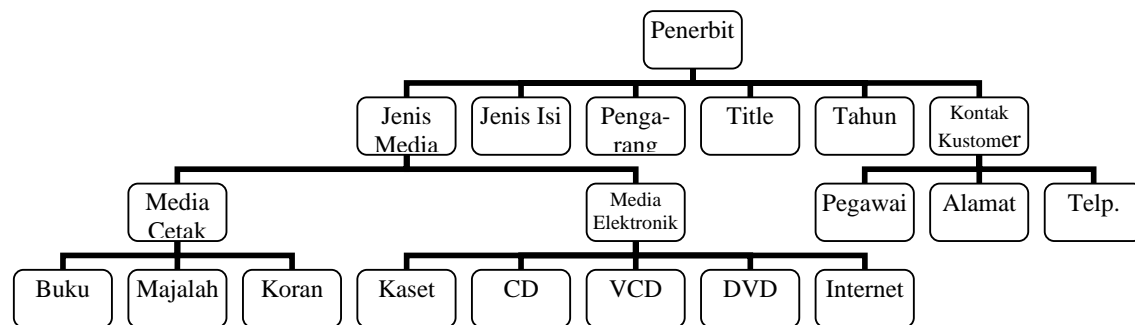 Penerbit
Jenis
Media
Jenis Isi
Penga-
rang
Title
Tahun
Kontak
Kustomer
Media
Cetak
Media
Elektronik
Pegawai
Alamat
Telp.
Buku
Majalah
Koran
Kaset
CD
VCD
DVD
Internet